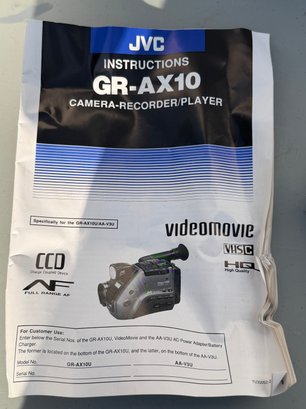 JVC
INSTRUCTIONS
GR-AX10
CAMERA-RECORDER/PLAYER
Specifically for the GR-AX10U/AA-V3U
VIDEOMOVIE
VHS C
HQ
High Quality
CCD
Charge Coupled Device
AF
FULL RANGE AF
For Customer Use:
Enter below the Serial Nos. of the GR-AX10U, VideoMovie and the AA-V3U AC Power Adapter/Battery
Charger.
The former is located on the bottom of the GR-AX10U, and the latter, on the bottom of the AA-V3U.
Model No. GR-AX10U AA-V3U
Serial No.